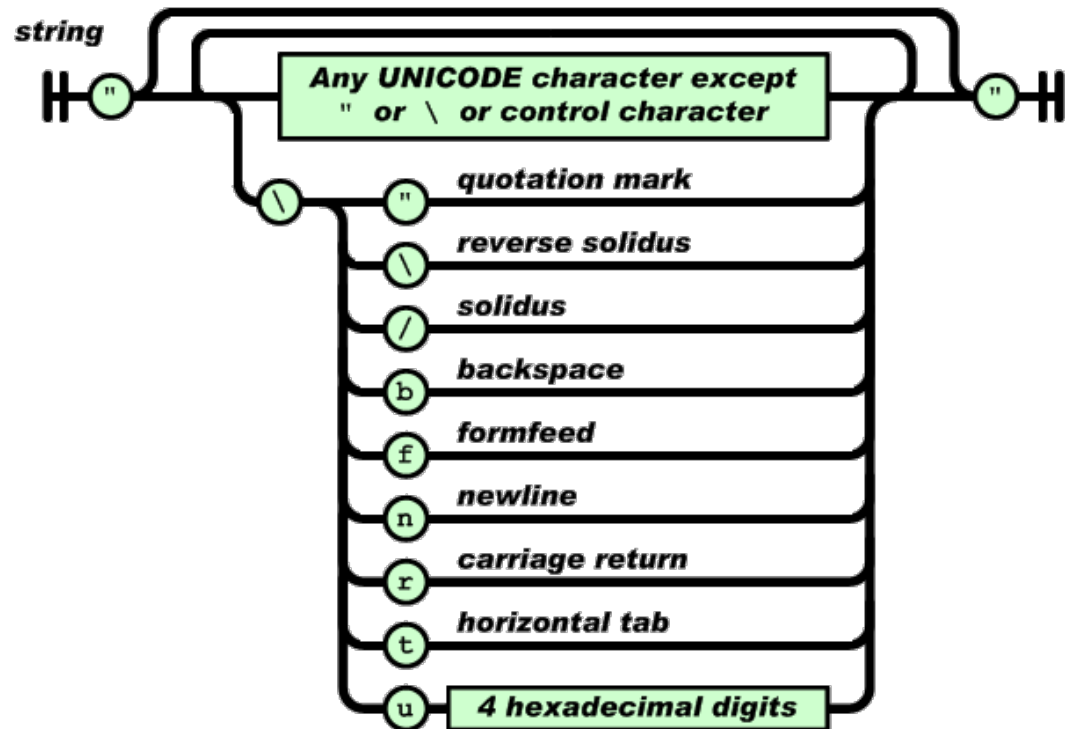 string
" Any UNICODE character except "
" or \ or control character
\ " quotation mark
\ reverse solidus
/ solidus
b backspace
f formfeed
n newline
r carriage return
t horizontal tab
u 4 hexadecimal digits